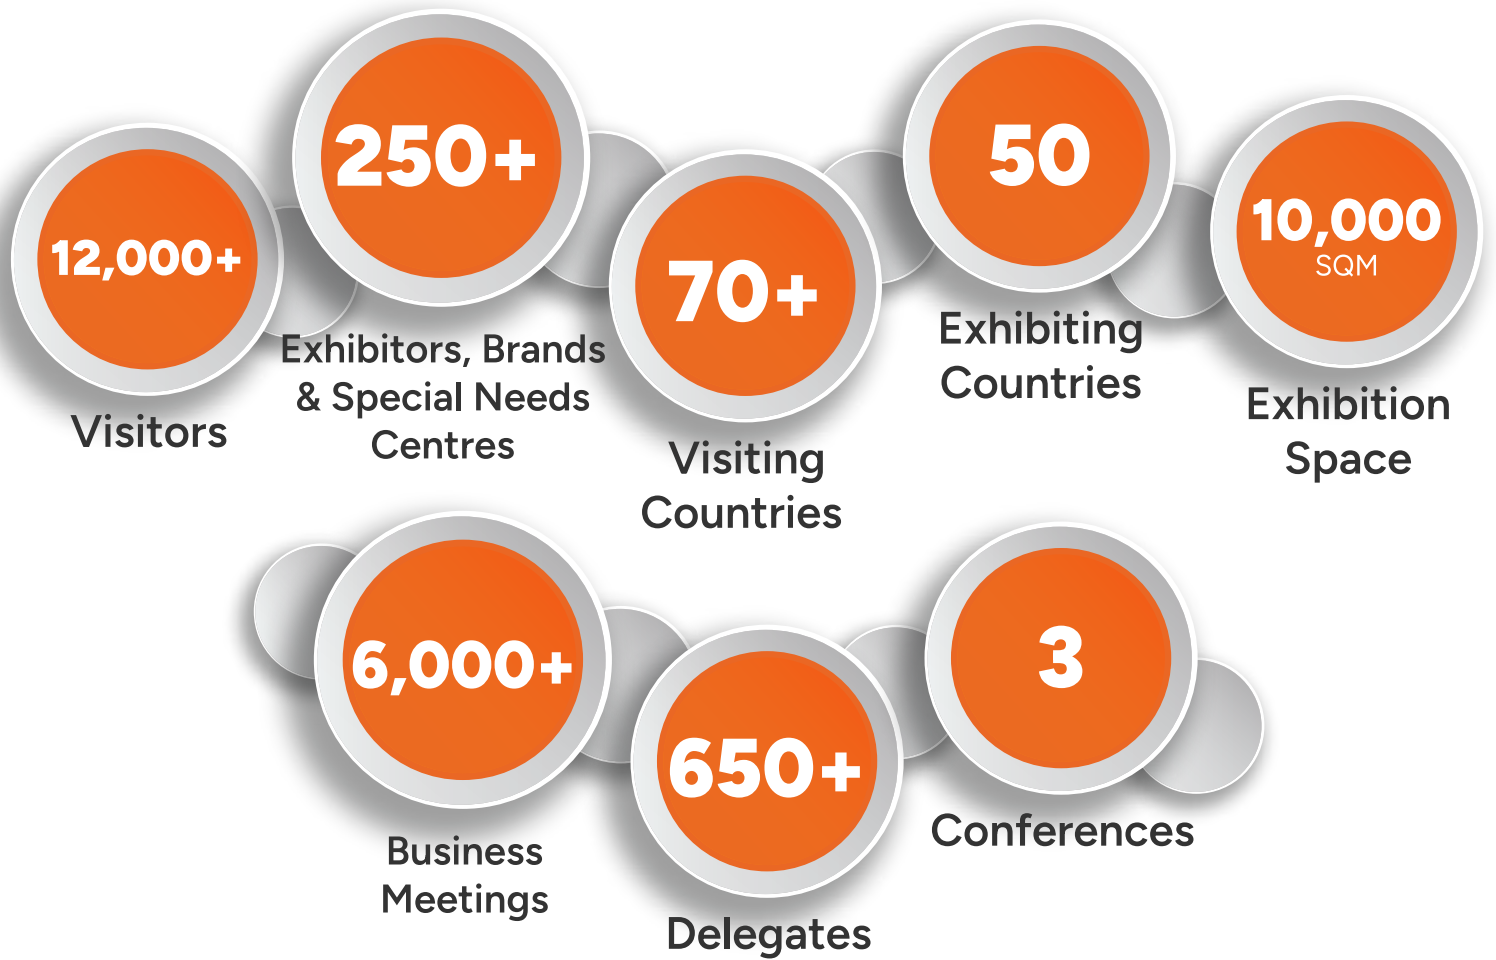 12,000+
Visitors
250+
Exhibitors, Brands
& Special Needs
Centres
70+
Visiting
Countries
50
Exhibiting
Countries
10,000
SQM
Exhibition
Space
6,000+
Business
Meetings
650+
Delegates
3
Conferences